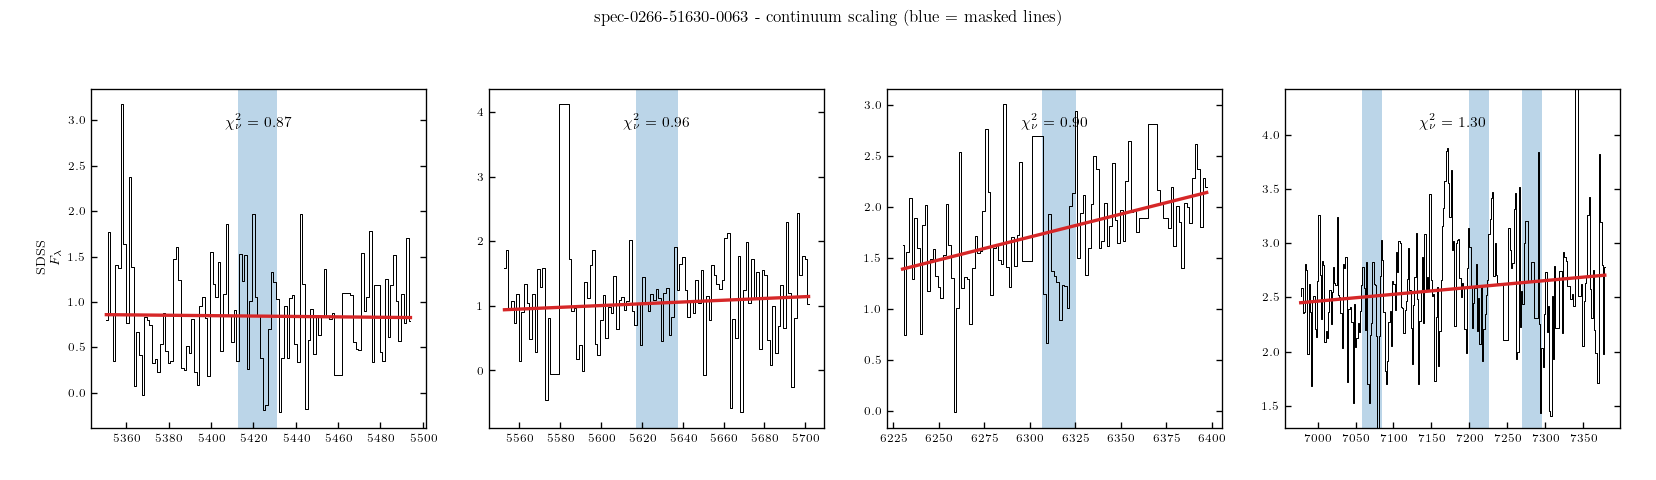 spec-0266-51630-0063 - continuum scaling (blue = masked lines)
SDSS
F_λ
χ²_ν = 0.87
3.0
2.5
2.0
1.5
1.0
0.5
0.0
5360 5380 5400 5420 5440 5460 5480 5500
χ²_ν = 0.96
4
3
2
1
0
5560 5580 5600 5620 5640 5660 5680 5700
χ²_ν = 0.90
3.0
2.5
2.0
1.5
1.0
0.5
0.0
6225 6250 6275 6300 6325 6350 6375 6400
χ²_ν = 1.30
4.0
3.5
3.0
2.5
2.0
1.5
7000 7050 7100 7150 7200 7250 7300 7350